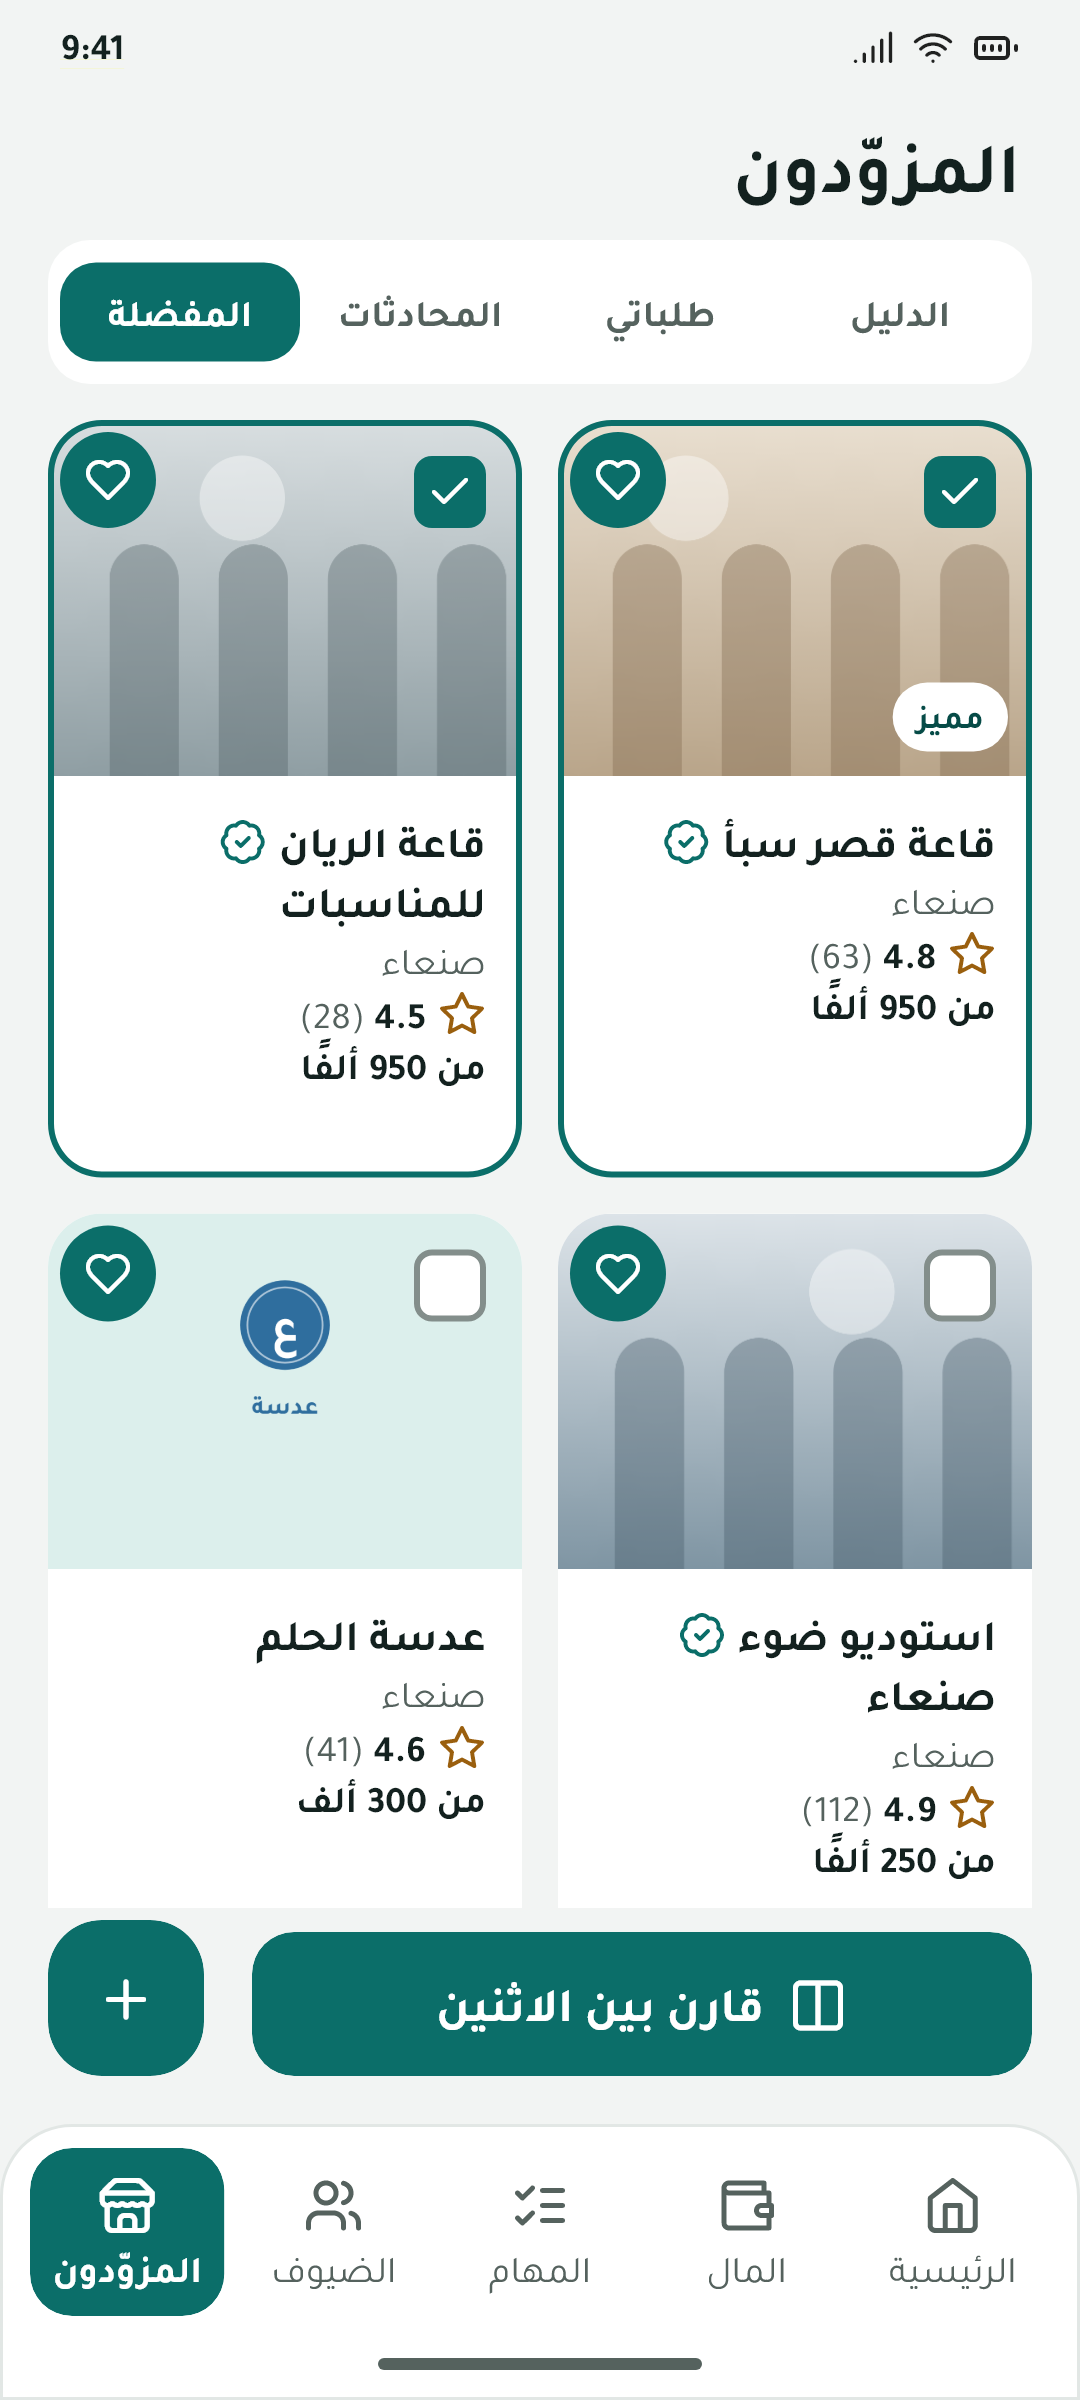 9:41
المزوّدون
الدليل
طلباتي
المحادثات
المفضلة
مميز
قاعة قصر سبأ
صنعاء
4.8 (63)
من 950 ألفًا
قاعة الريان
للمناسبات
صنعاء
4.5 (28)
من 950 ألفًا
استوديو ضوء
صنعاء
صنعاء
4.9 (112)
من 250 ألفًا
ع
عدسة
عدسة الحلم
صنعاء
4.6 (41)
من 300 ألف
قارن بين الاثنين
الرئيسية
المال
المهام
الضيوف
المزوّدون